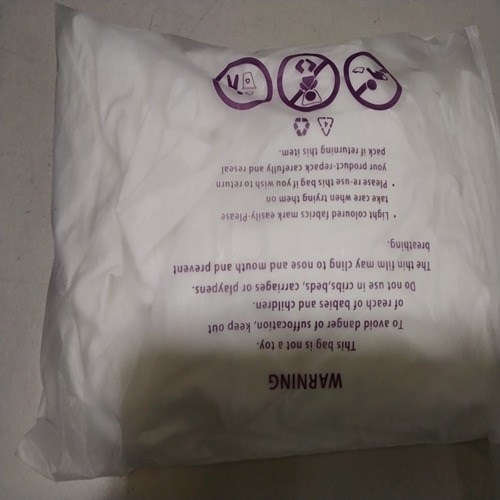 WARNING
This bag is not a toy.
To avoid danger of suffocation, keep out
of reach of babies and children.
Do not use in cribs,beds, carriages or playpens.
The thin film may cling to nose and mouth and prevent
breathing.
• Light coloured fabrics mark easily-Please
take care when trying them on
• Please re-use this bag if you wish to return
your product-repack carefully and reseal
pack if returning this item.
4